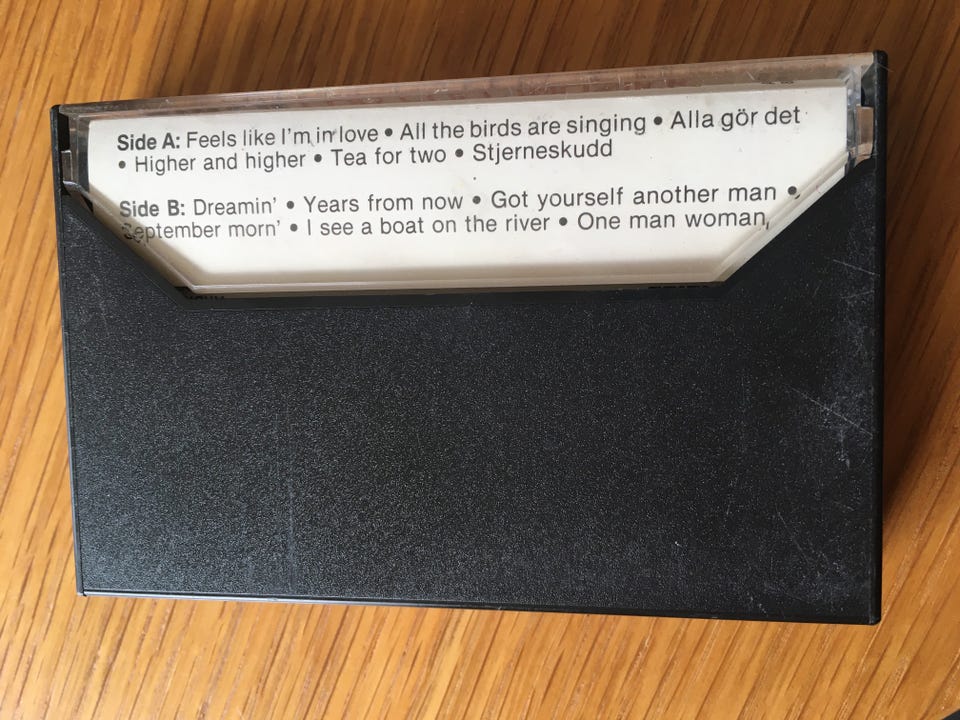 Side A: Feels like I'm in love • All the birds are singing • Alla gör det
• Higher and higher • Tea for two • Stjerneskudd
Side B: Dreamin' • Years from now • Got yourself another man •
September morn' • I see a boat on the river • One man woman,